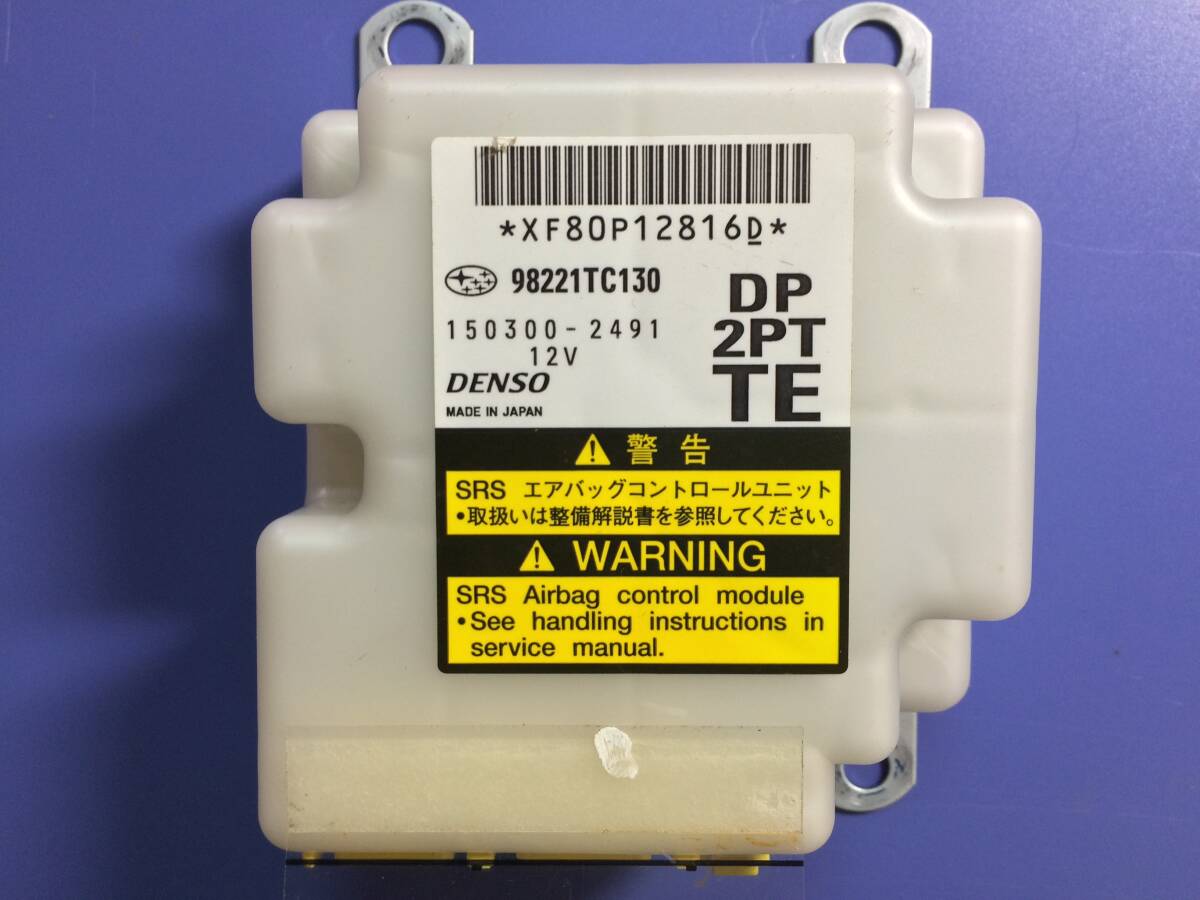 *XF80P12816D*
98221TC130
150300-2491
12V
DENSO
MADE IN JAPAN
DP
2PT
TE
警告
SRS エアバッグコントロールユニット
•取扱いは整備解説書を参照してください。
WARNING
SRS Airbag control module
•See handling instructions in
service manual.